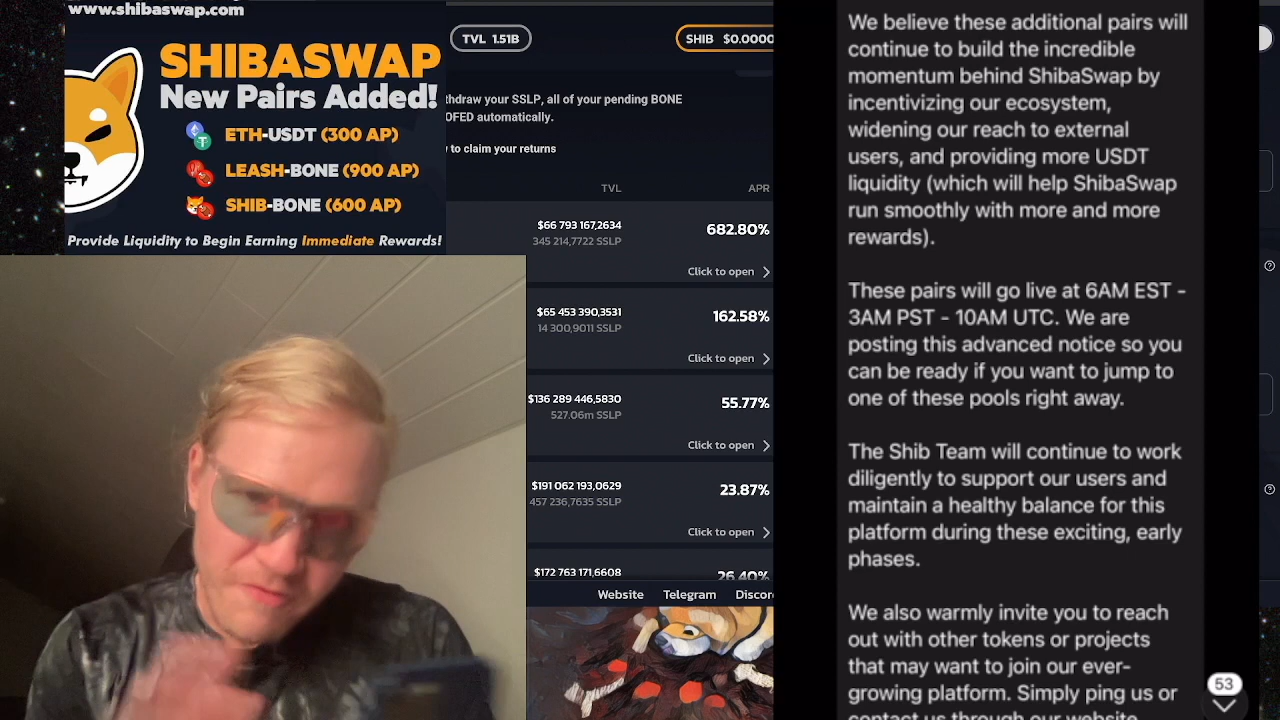 www.shibaswap.com
SHIBASWAP
New Pairs Added!
ETH-USDT (300 AP)
LEASH-BONE (900 AP)
SHIB-BONE (600 AP)
Provide Liquidity to Begin Earning Immediate Rewards!
TVL 1.51B
SHIB $0.0000
thdraw your SSLP, all of your pending BONE
OFED automatically.
to claim your returns
TVL APR
$66 793 167,2634
682.80%
345 214,7722 SSLP
Click to open
$65 453 390,3531
162.58%
14 300,9011 SSLP
Click to open
$136 289 446,5830
55.77%
527.06m SSLP
Click to open
$191 062 193,0629
23.87%
457 236,7635 SSLP
Click to open
$172 763 171,6608
26.40%
Website Telegram Discor
We believe these additional pairs will
continue to build the incredible
momentum behind ShibaSwap by
incentivizing our ecosystem,
widening our reach to external
users, and providing more USDT
liquidity (which will help ShibaSwap
run smoothly with more and more
rewards).
These pairs will go live at 6AM EST -
3AM PST - 10AM UTC. We are
posting this advanced notice so you
can be ready if you want to jump to
one of these pools right away.
The Shib Team will continue to work
diligently to support our users and
maintain a healthy balance for this
platform during these exciting, early
phases.
We also warmly invite you to reach
out with other tokens or projects
that may want to join our ever-
growing platform. Simply ping us or
contact us through our website
53